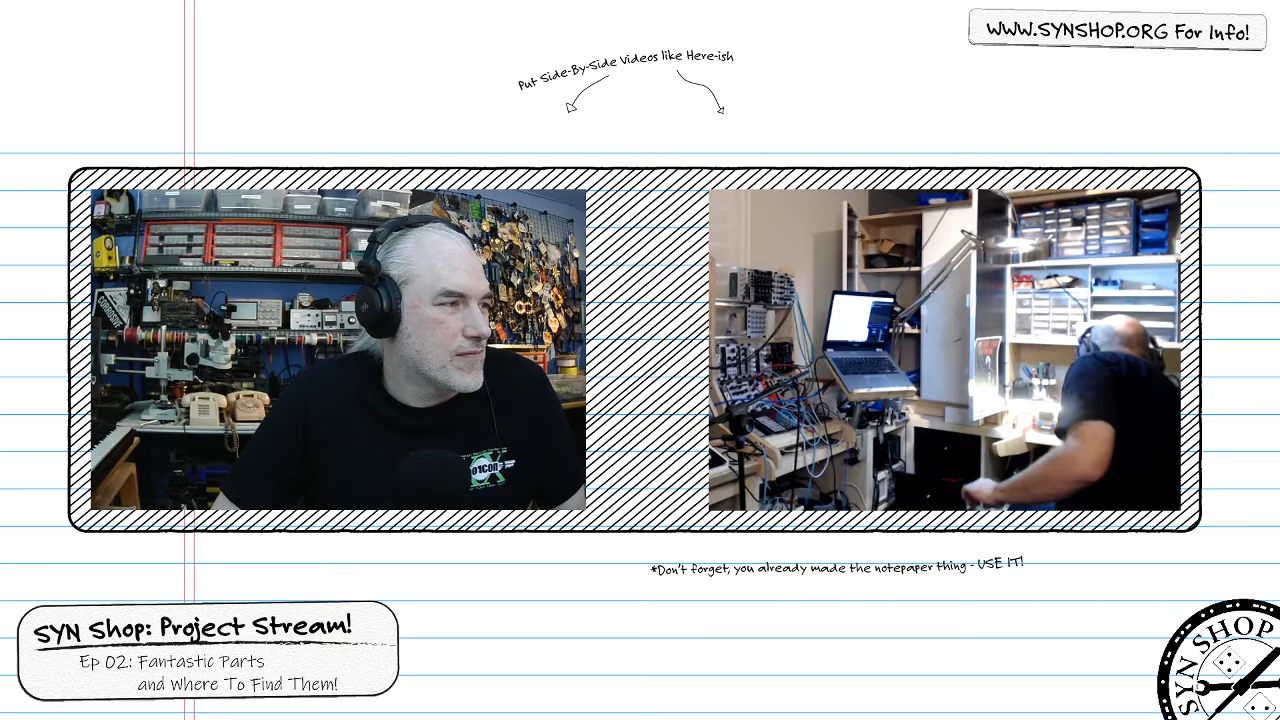 WWW.SYNSHOP.ORG For Info!
Put Side-By-Side Videos like Here-ish
CORROSIVE
*Don't forget, you already made the notepaper thing - USE IT!
SYN Shop: Project Stream!
Ep 02: Fantastic Parts
and Where To Find Them!
SYN SHOP